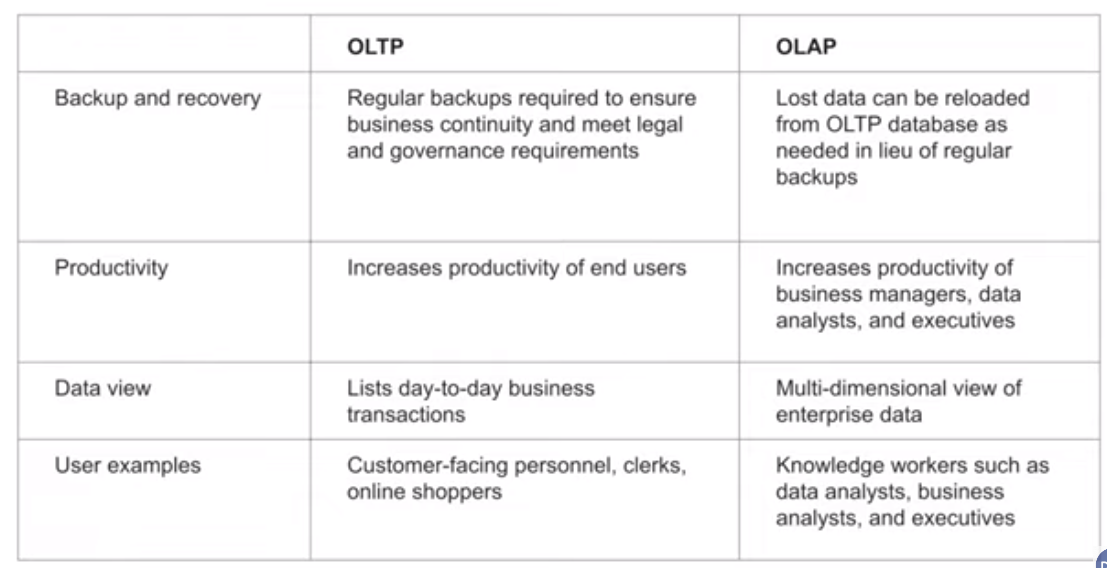 OLTP
OLAP
Backup and recovery
Regular backups required to ensure
business continuity and meet legal
and governance requirements
Lost data can be reloaded
from OLTP database as
needed in lieu of regular
backups
Productivity
Increases productivity of end users
Increases productivity of
business managers, data
analysts, and executives
Data view
Lists day-to-day business
transactions
Multi-dimensional view of
enterprise data
User examples
Customer-facing personnel, clerks,
online shoppers
Knowledge workers such as
data analysts, business
analysts, and executives